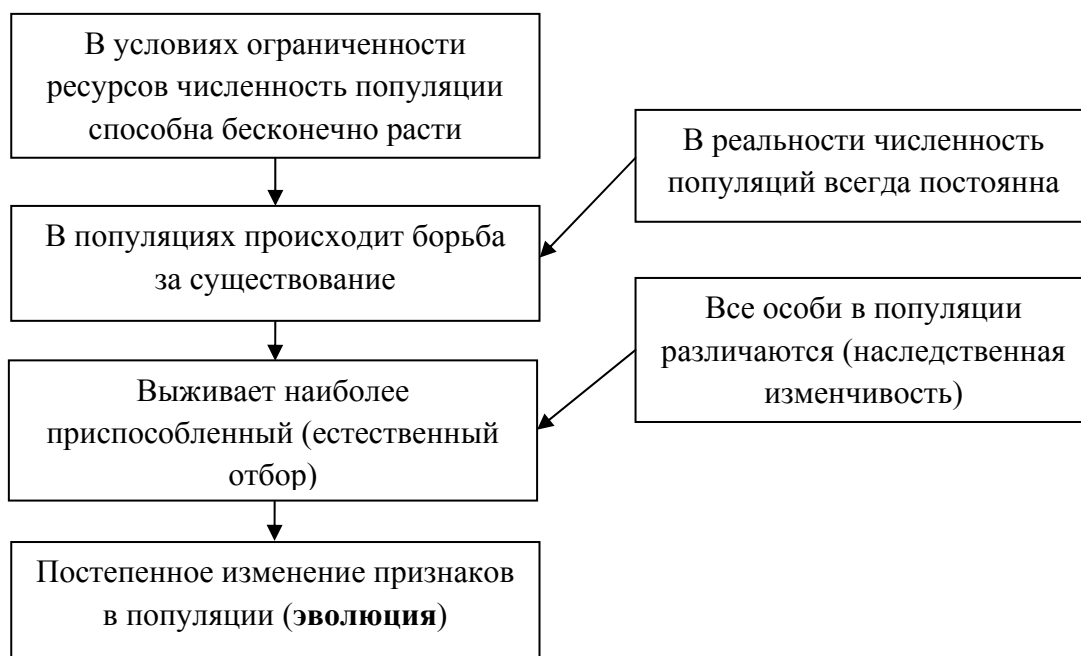 В условиях ограниченности
ресурсов численность популяции
способна бесконечно расти
В реальности численность
популяций всегда постоянна
В популяциях происходит борьба
за существование
Все особи в популяции
различаются (наследственная
изменчивость)
Выживает наиболее
приспособленный (естественный
отбор)
Постепенное изменение признаков
в популяции (эволюция)